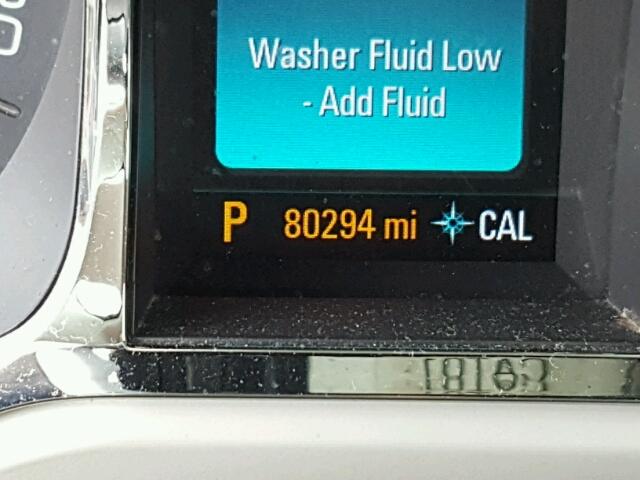 Washer Fluid Low
- Add Fluid
P 80294 mi CAL